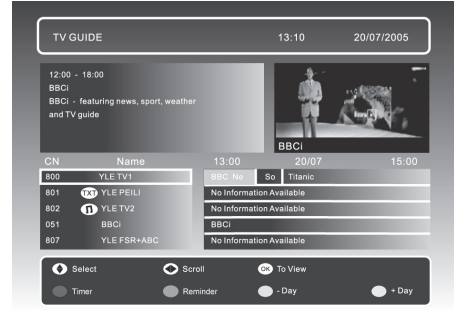 TV GUIDE 13:10 20/07/2005
12:00 - 18:00
BBCi
BBCi - featuring news, sport, weather
and TV guide
BBCi
CN Name 13:00 20/07 15:00
800 YLE TV1 BBC Ne So Titanic
801 TXT YLE PEILI No Information Available
802 YLE TV2 No Information Available
051 BBCi BBCi
807 YLE FSR+ABC No Information Available
Select Scroll OK To View
Timer Reminder - Day + Day